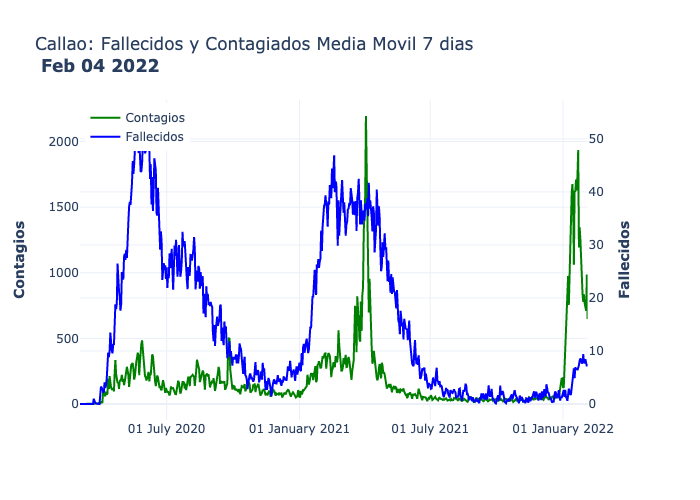 Callao: Fallecidos y Contagiados Media Movil 7 dias
Feb 04 2022
Contagios
Fallecidos
2000
1500
1000
500
0
Contagios
50
40
30
20
10
0
Fallecidos
01 July 2020
01 January 2021
01 July 2021
01 January 2022